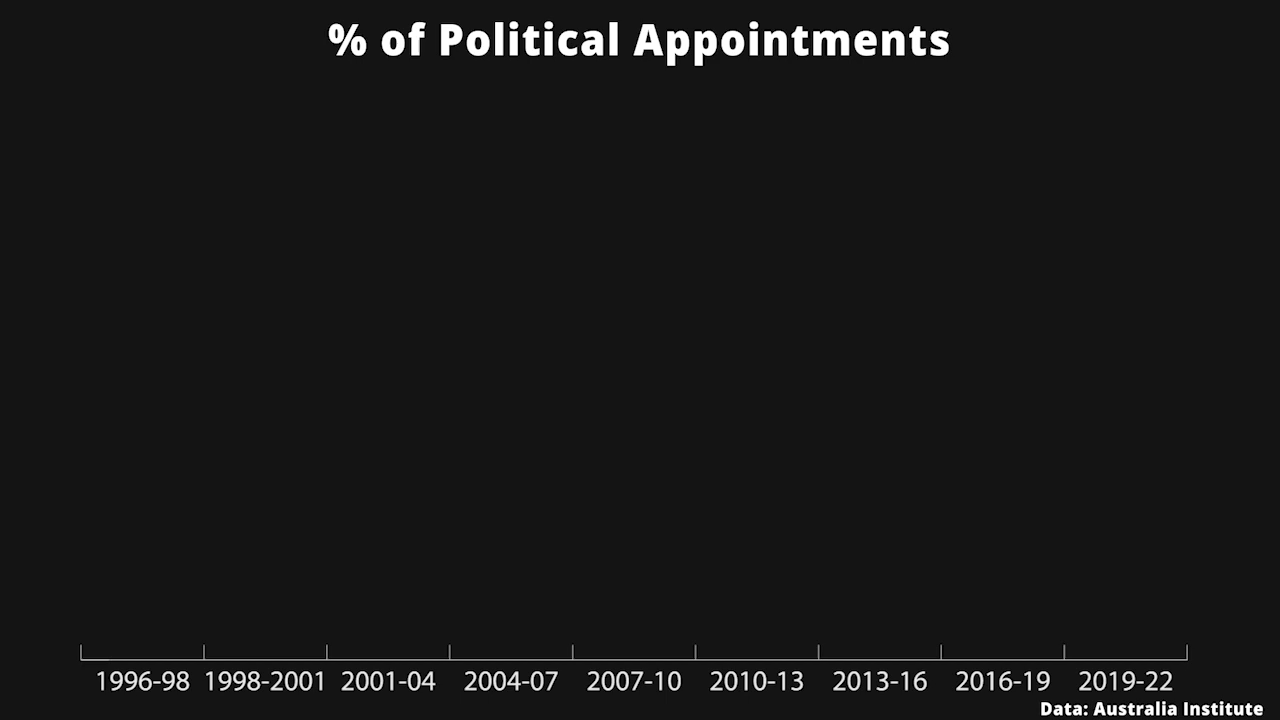 % of Political Appointments
1996-98 1998-2001 2001-04 2004-07 2007-10 2010-13 2013-16 2016-19 2019-22
Data: Australia Institute